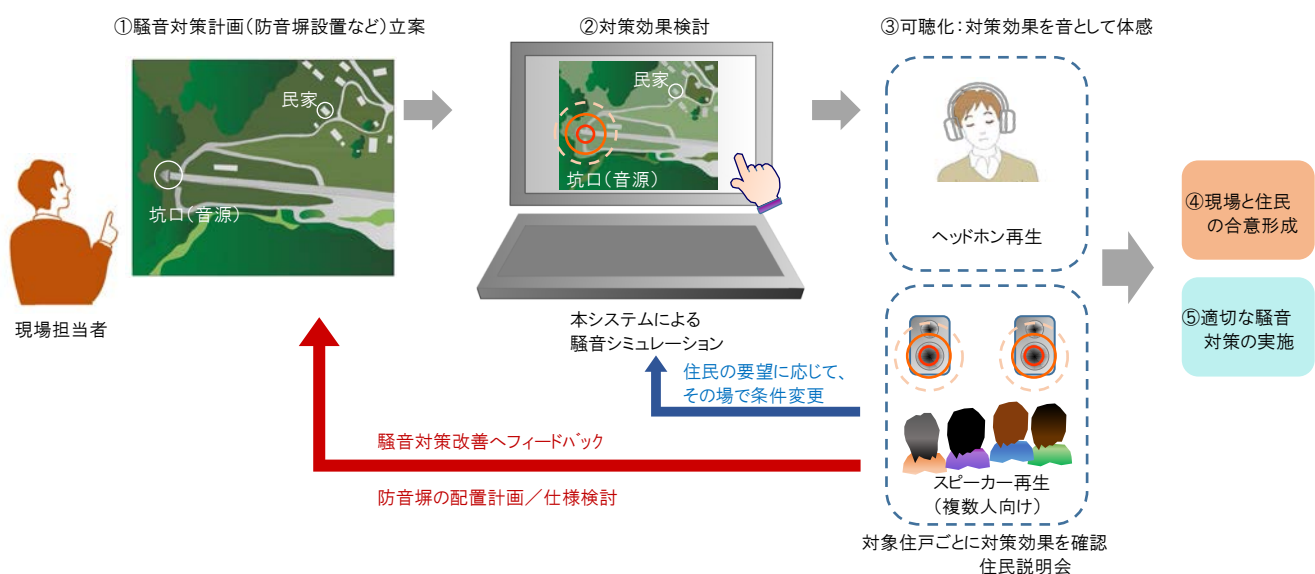 ①騒音対策計画(防音塀設置など)立案
民家
坑口(音源)
現場担当者
②対策効果検討
民家
坑口(音源)
本システムによる
騒音シミュレーション
③可聴化:対策効果を音として体感
ヘッドホン再生
スピーカー再生
(複数人向け)
対象住戸ごとに対策効果を確認
住民説明会
住民の要望に応じて、
その場で条件変更
騒音対策改善へフィードバック
防音塀の配置計画/仕様検討
④現場と住民
の合意形成
⑤適切な騒音
対策の実施